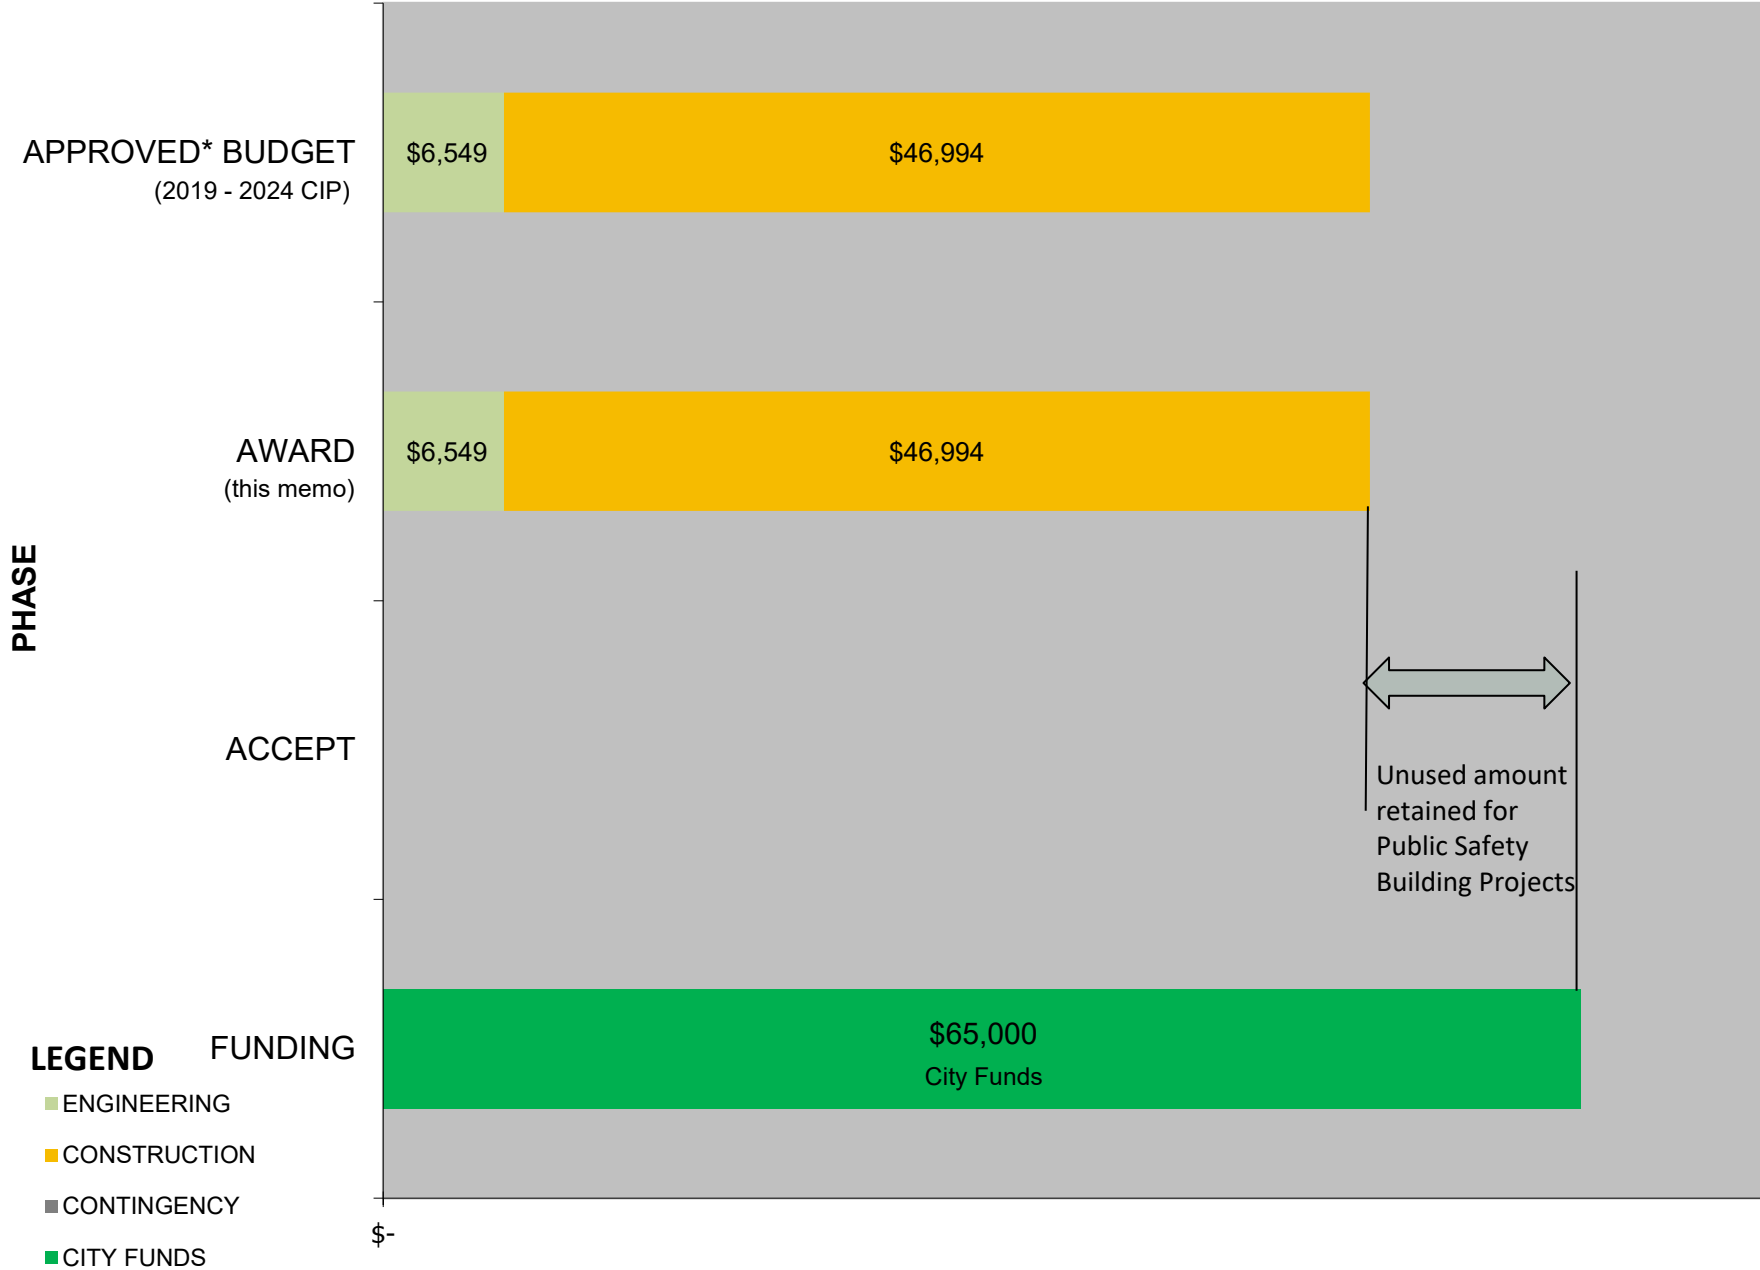 APPROVED* BUDGET
(2019 - 2024 CIP)
$6,549
$46,994
AWARD
(this memo)
$6,549
$46,994
PHASE
ACCEPT
Unused amount
retained for
Public Safety
Building Projects
FUNDING
$65,000
City Funds
LEGEND
ENGINEERING
CONSTRUCTION
CONTINGENCY
CITY FUNDS
$-